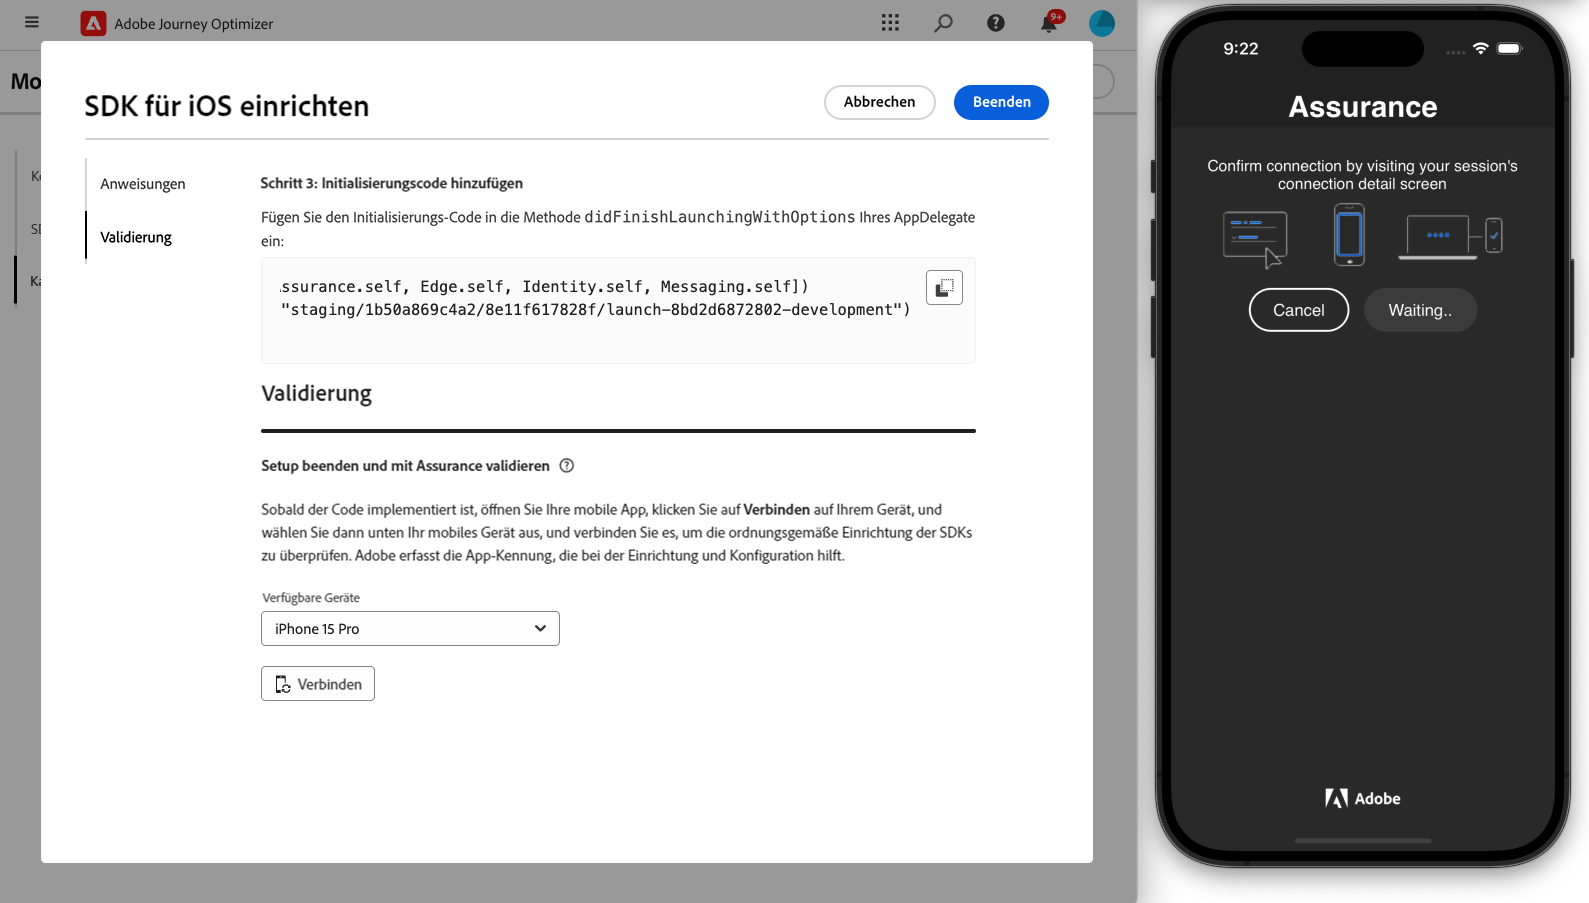 Adobe Journey Optimizer
9+
Mo
SDK für iOS einrichten
Abbrechen
Beenden
Anweisungen
Validierung
Schritt 3: Initialisierungscode hinzufügen
Fügen Sie den Initialisierungs-Code in die Methode didFinishLaunchingWithOptions Ihres AppDelegate
ein:
ssurance.self, Edge.self, Identity.self, Messaging.self])
"staging/1b50a869c4a2/8e11f617828f/launch-8bd2d6872802-development")
Validierung
Setup beenden und mit Assurance validieren
Sobald der Code implementiert ist, öffnen Sie Ihre mobile App, klicken Sie auf Verbinden auf Ihrem Gerät, und
wählen Sie dann unten Ihr mobiles Gerät aus, und verbinden Sie es, um die ordnungsgemäße Einrichtung der SDKs
zu überprüfen. Adobe erfasst die App-Kennung, die bei der Einrichtung und Konfiguration hilft.
Verfügbare Geräte
iPhone 15 Pro
Verbinden
9:22
Assurance
Confirm connection by visiting your session's
connection detail screen
Cancel
Waiting..
Adobe